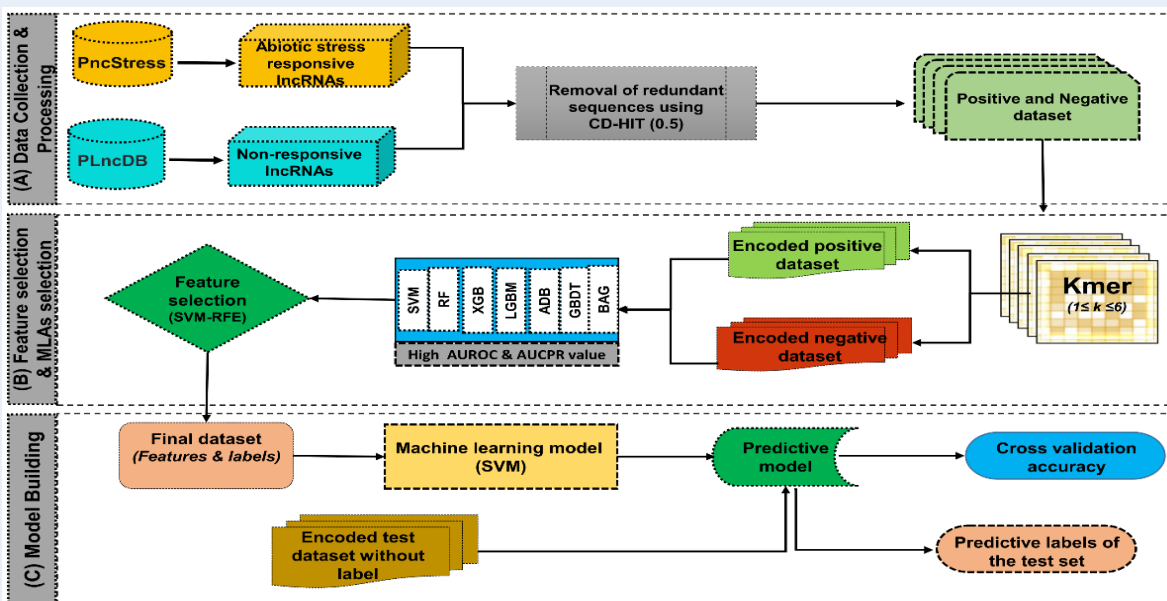 (A) Data Collection &
Processing
PncStress
Abiotic stress
responsive
lncRNAs
PLncDB
Non-responsive
lncRNAs
Removal of redundant
sequences using
CD-HIT (0.5)
Positive and Negative
dataset
(B) Feature selection
& MLAs selection
Feature
selection
(SVM-RFE)
SVM
RF
XGB
LGBM
ADB
GBDT
BAG
High AUROC & AUCPR value
Encoded positive
dataset
Encoded negative
dataset
Kmer
(1≤ k ≤6)
(C) Model Building
Final dataset
(Features & labels)
Machine learning model
(SVM)
Predictive
model
Cross validation
accuracy
Encoded test
dataset without
label
Predictive labels of
the test set